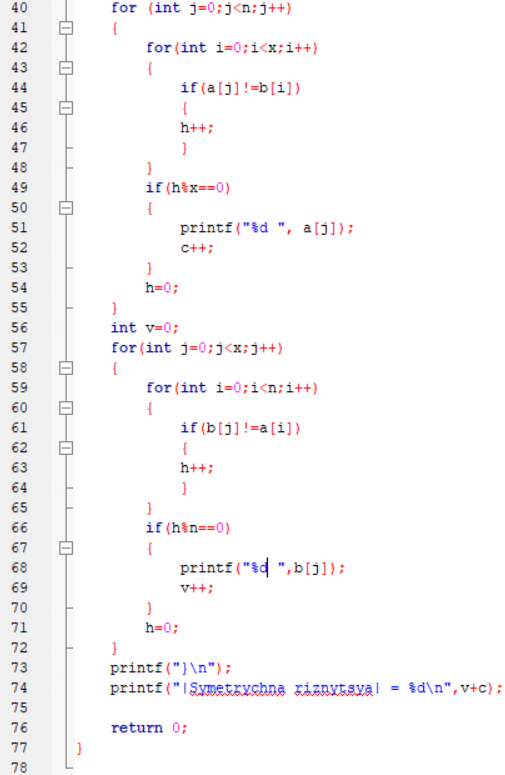 40 for (int j=0;j<n;j++)
41 {
42 for(int i=0;i<x;i++)
43 {
44 if(a[j]!=b[i])
45 {
46 h++;
47 }
48 }
49 if(h%x==0)
50 {
51 printf("%d ", a[j]);
52 c++;
53 }
54 h=0;
55 }
56 int v=0;
57 for(int j=0;j<x;j++)
58 {
59 for(int i=0;i<n;i++)
60 {
61 if(b[j]!=a[i])
62 {
63 h++;
64 }
65 }
66 if(h%n==0)
67 {
68 printf("%d ",b[j]);
69 v++;
70 }
71 h=0;
72 }
73 printf("}\n");
74 printf("|Symetrychna riznytsya| = %d\n",v+c);
75
76 return 0;
77 }
78